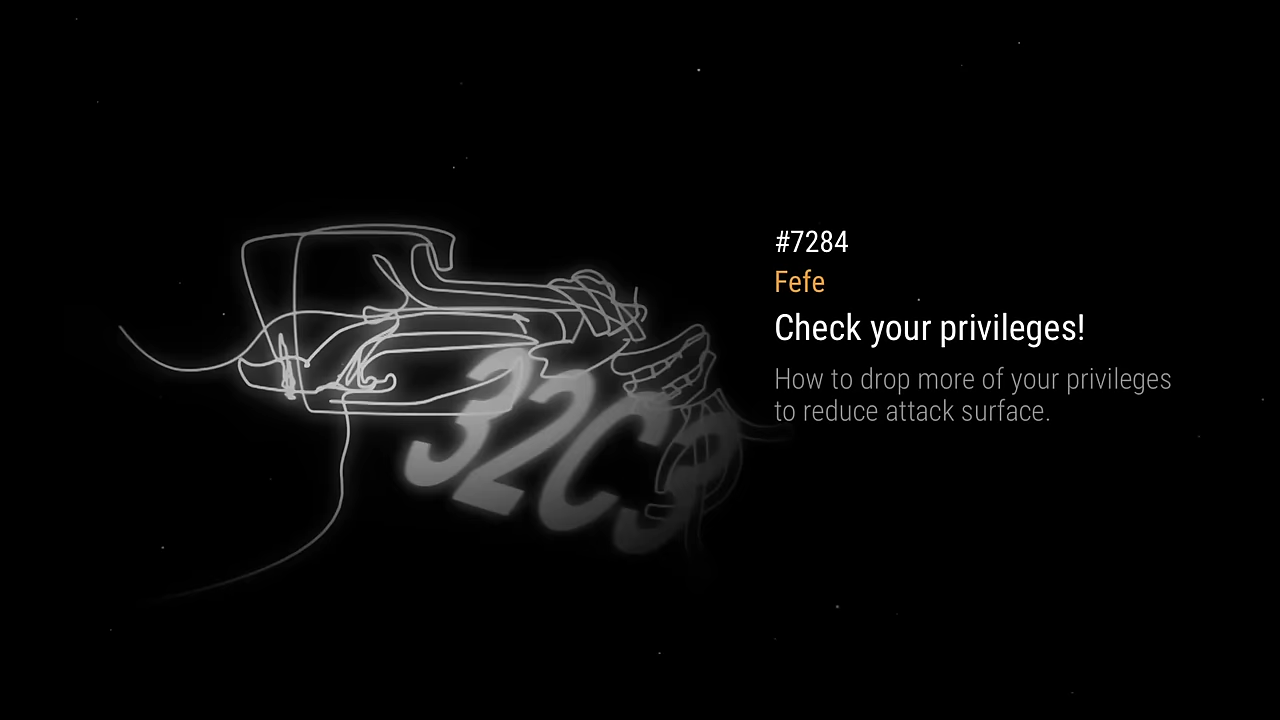 32C3
#7284
Fefe
Check your privileges!
How to drop more of your privileges
to reduce attack surface.